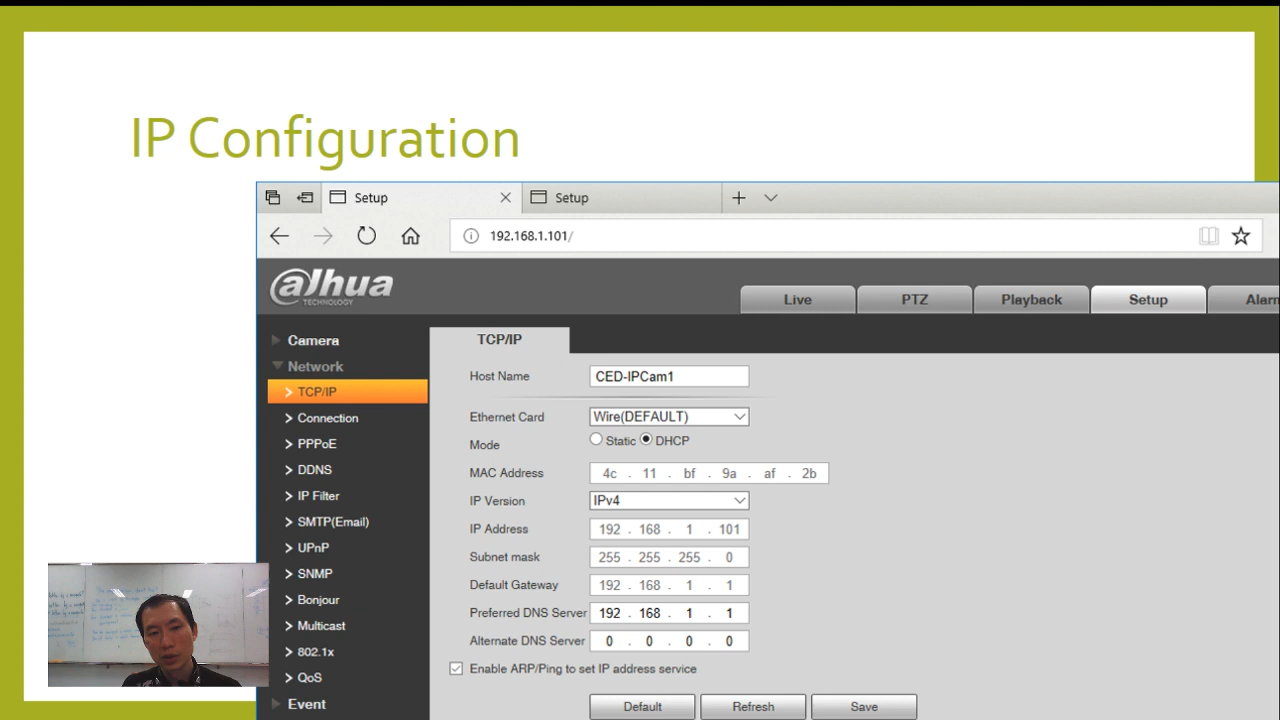 IP Configuration
Setup
Setup
192.168.1.101/
alhua
TECHNOLOGY
Live
PTZ
Playback
Setup
Alarm
Camera
Network
TCP/IP
Connection
PPPoE
DDNS
IP Filter
SMTP(Email)
UPnP
SNMP
Bonjour
Multicast
802.1x
QoS
Event
TCP/IP
Host Name CED-IPCam1
Ethernet Card Wire(DEFAULT)
Mode Static DHCP
MAC Address 4c . 11 . bf . 9a . af . 2b
IP Version IPv4
IP Address 192 . 168 . 1 . 101
Subnet mask 255 . 255 . 255 . 0
Default Gateway 192 . 168 . 1 . 1
Preferred DNS Server 192 . 168 . 1 . 1
Alternate DNS Server 0 . 0 . 0 . 0
Enable ARP/Ping to set IP address service
Default Refresh Save